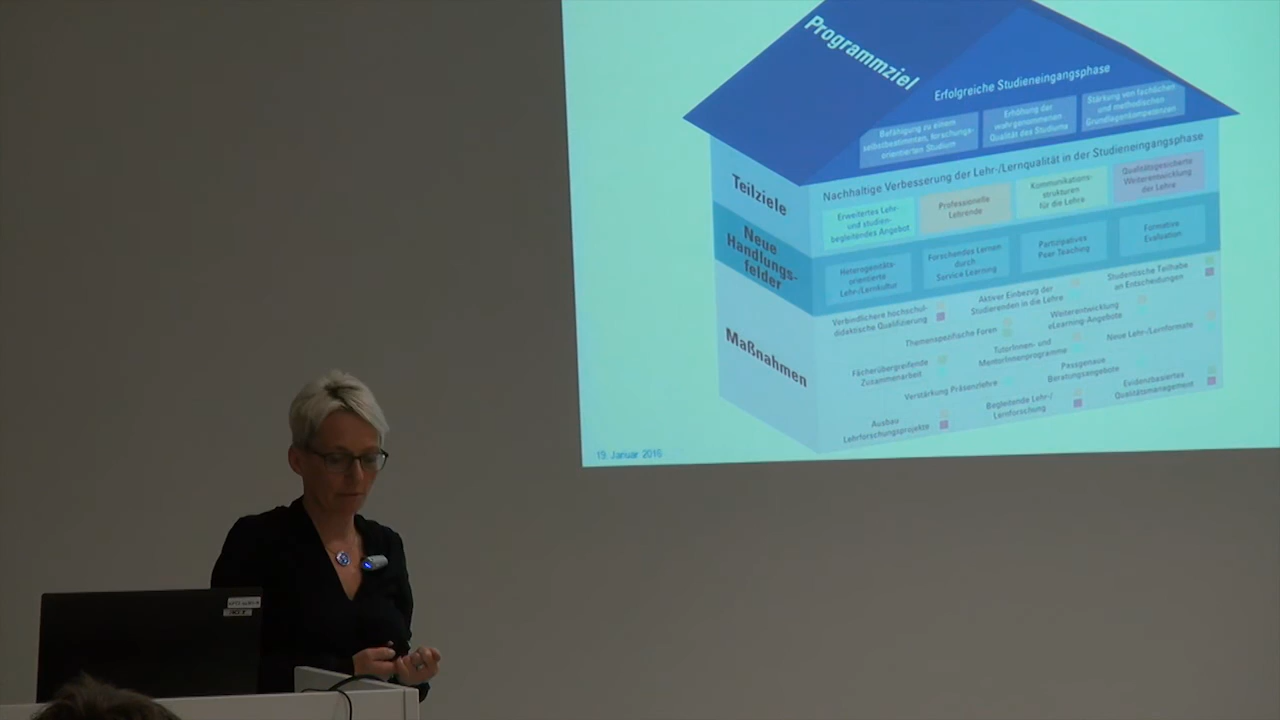 Programmziel
Erfolgreiche Studieneingangsphase
Befähigung zu einem
selbstbestimmten, forschungs-
orientierten Studium
Erhöhung der
wahrgenommenen
Qualität des Studiums
Stärkung von fachlichen
und methodischen
Grundlagenkompetenzen
Teilziele
Nachhaltige Verbesserung der Lehr-/Lernqualität in der Studieneingangsphase
Erweitertes Lehr-
und studien-
begleitendes Angebot
Professionelle
Lehrende
Kommunikations-
strukturen
für die Lehre
Qualitätsgesicherte
Weiterentwicklung
der Lehre
Neue
Handlungs-
felder
Heterogenitäts-
orientierte
Lehr-/Lernkultur
Forschendes Lernen
durch
Service Learning
Partizipatives
Peer Teaching
Formative
Evaluation
Maßnahmen
Verbindlichere hochschul-
didaktische Qualifizierung
Aktiver Einbezug der
Studierenden in die Lehre
Studentische Teilhabe
an Entscheidungen
Themenspezifische Foren
Weiterentwicklung
eLearning-Angebote
Fächerübergreifende
Zusammenarbeit
TutorInnen- und
MentorInnenprogramme
Neue Lehr-/Lernformate
Verstärkung Präsenzlehre
Passgenaue
Beratungsangebote
Ausbau
Lehrforschungsprojekte
Begleitende Lehr-/
Lernforschung
Evidenzbasiertes
Qualitätsmanagement
19. Januar 2016